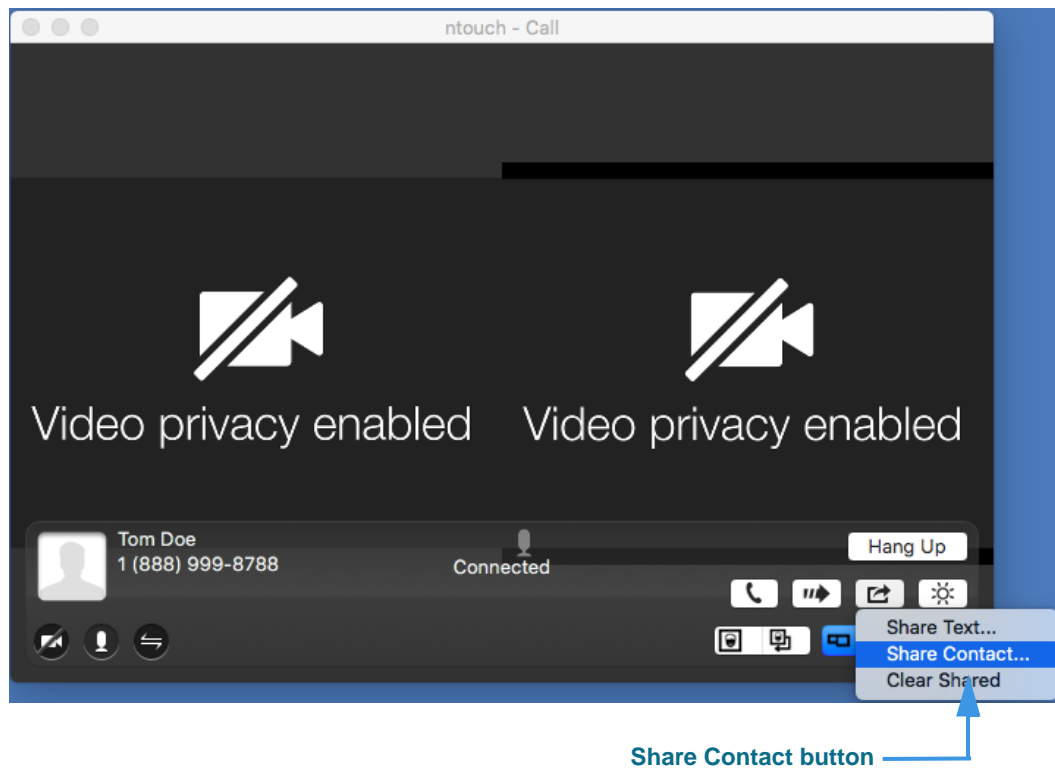 ntouch - Call
Video privacy enabled
Video privacy enabled
Tom Doe
1 (888) 999-8788
Connected
Hang Up
Share Text...
Share Contact...
Clear Shared
Share Contact button